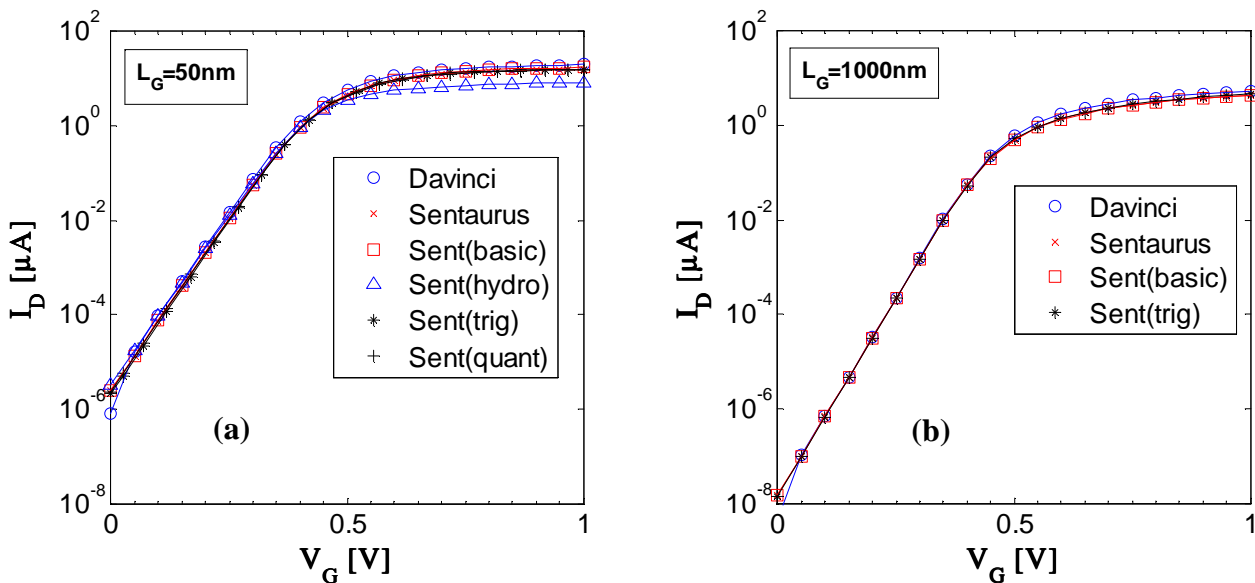 10^2
10^0
10^-2
10^-4
10^-6
10^-8
I_D [μA]
L_G=50nm
Davinci
Sentaurus
Sent(basic)
Sent(hydro)
Sent(trig)
Sent(quant)
(a)
0
0.5
1
V_G [V]
10^2
10^0
10^-2
10^-4
10^-6
10^-8
I_D [μA]
L_G=1000nm
Davinci
Sentaurus
Sent(basic)
Sent(trig)
(b)
0
0.5
1
V_G [V]